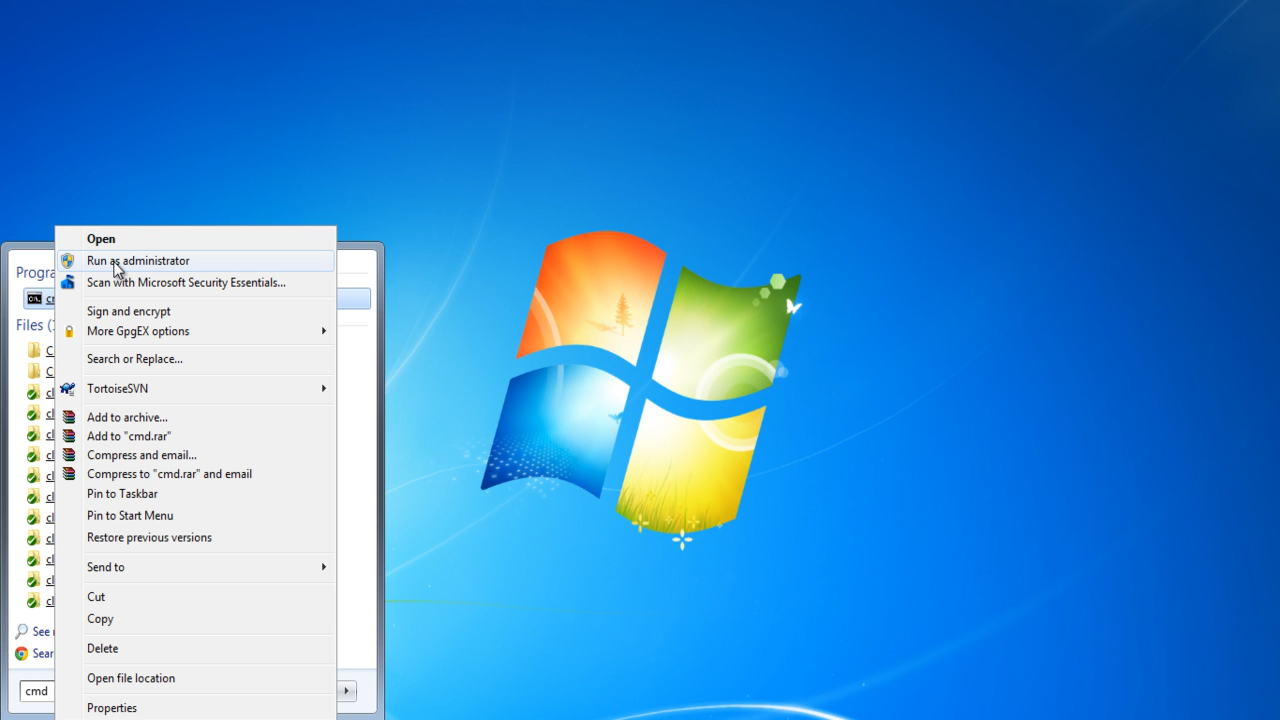 Open
Run as administrator
Scan with Microsoft Security Essentials...
Sign and encrypt
More GpgEX options
Search or Replace...
TortoiseSVN
Add to archive...
Add to "cmd.rar"
Compress and email...
Compress to "cmd.rar" and email
Pin to Taskbar
Pin to Start Menu
Restore previous versions
Send to
Cut
Copy
Delete
Open file location
Properties
Progra
Files (
See
Sear
cmd